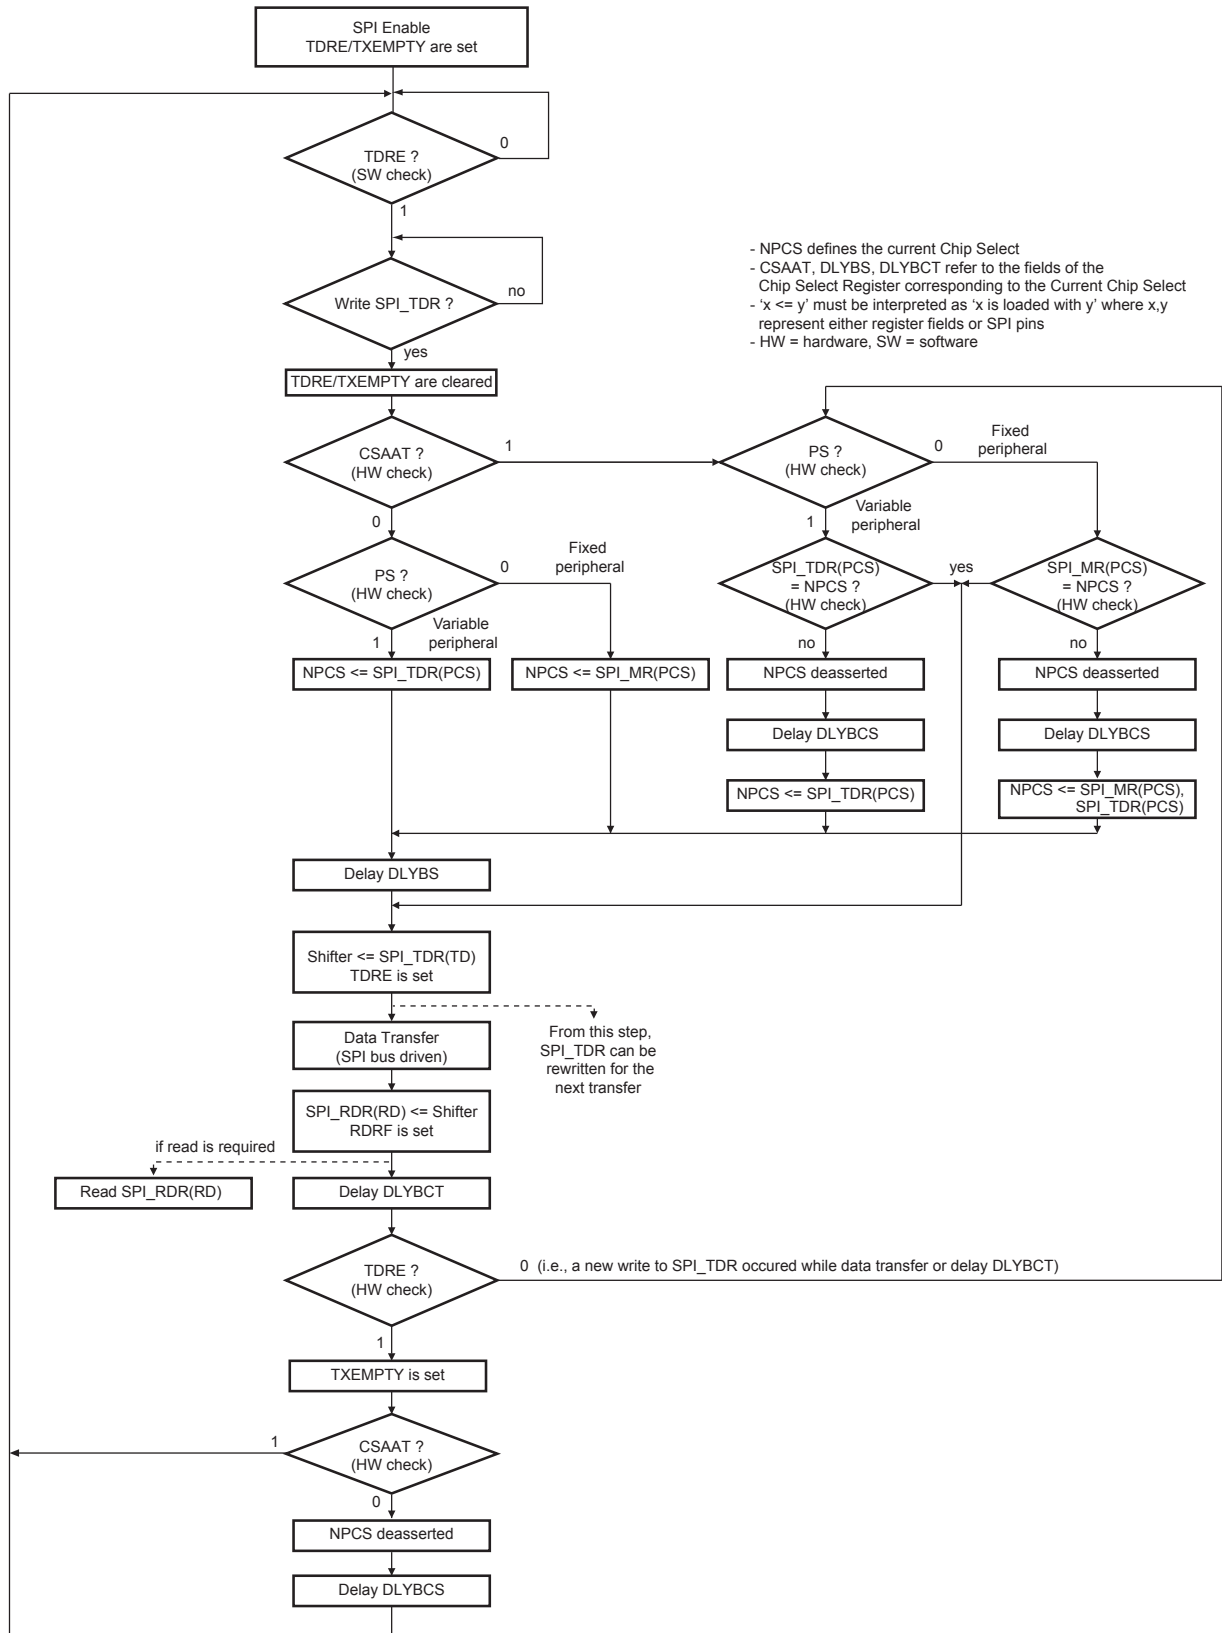 SPI Enable
TDRE/TXEMPTY are set
TDRE ?
(SW check)
0
1
Write SPI_TDR ?
no
yes
- NPCS defines the current Chip Select
- CSAAT, DLYBS, DLYBCT refer to the fields of the
Chip Select Register corresponding to the Current Chip Select
- ‘x <= y’ must be interpreted as ‘x is loaded with y’ where x,y
represent either register fields or SPI pins
- HW = hardware, SW = software
TDRE/TXEMPTY are cleared
CSAAT ?
(HW check)
1
0
PS ?
(HW check)
0
Fixed
peripheral
1
Variable
peripheral
PS ?
(HW check)
0
Fixed
peripheral
1
Variable
peripheral
SPI_TDR(PCS)
= NPCS ?
(HW check)
yes
no
SPI_MR(PCS)
= NPCS ?
(HW check)
no
NPCS <= SPI_TDR(PCS)
NPCS <= SPI_MR(PCS)
NPCS deasserted
NPCS deasserted
Delay DLYBCS
Delay DLYBCS
NPCS <= SPI_TDR(PCS)
NPCS <= SPI_MR(PCS),
SPI_TDR(PCS)
Delay DLYBS
Shifter <= SPI_TDR(TD)
TDRE is set
Data Transfer
(SPI bus driven)
From this step,
SPI_TDR can be
rewritten for the
next transfer
SPI_RDR(RD) <= Shifter
RDRF is set
if read is required
Read SPI_RDR(RD)
Delay DLYBCT
TDRE ?
(HW check)
0 (i.e., a new write to SPI_TDR occured while data transfer or delay DLYBCT)
1
TXEMPTY is set
CSAAT ?
(HW check)
1
0
NPCS deasserted
Delay DLYBCS